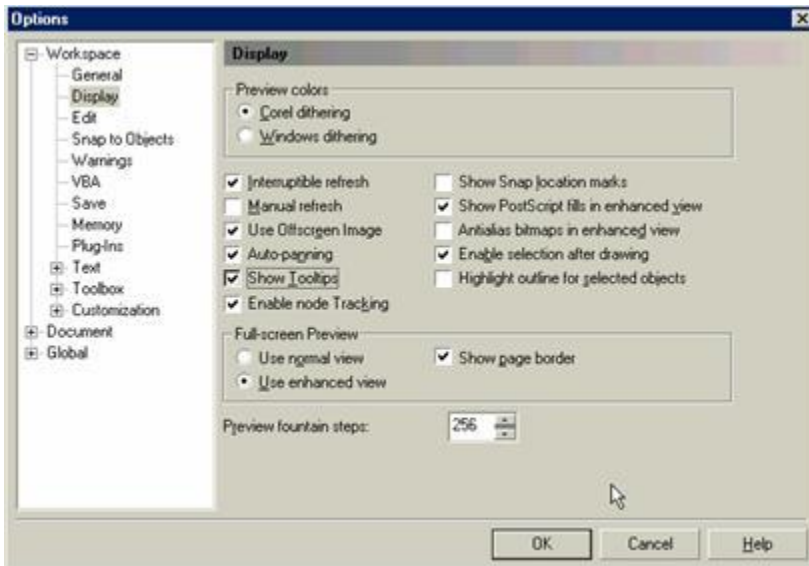 Options
Workspace
General
Display
Edit
Snap to Objects
Warnings
VBA
Save
Memory
Plug-Ins
Text
Toolbox
Customization
Document
Global
Display
Preview colors
Corel dithering
Windows dithering
Interruptible refresh
Manual refresh
Use Offscreen Image
Auto-panning
Show Tooltips
Enable node Tracking
Show Snap location marks
Show PostScript fills in enhanced view
Antialias bitmaps in enhanced view
Enable selection after drawing
Highlight outline for selected objects
Full-screen Preview
Use normal view
Use enhanced view
Show page border
Preview fountain steps: 256
OK Cancel Help